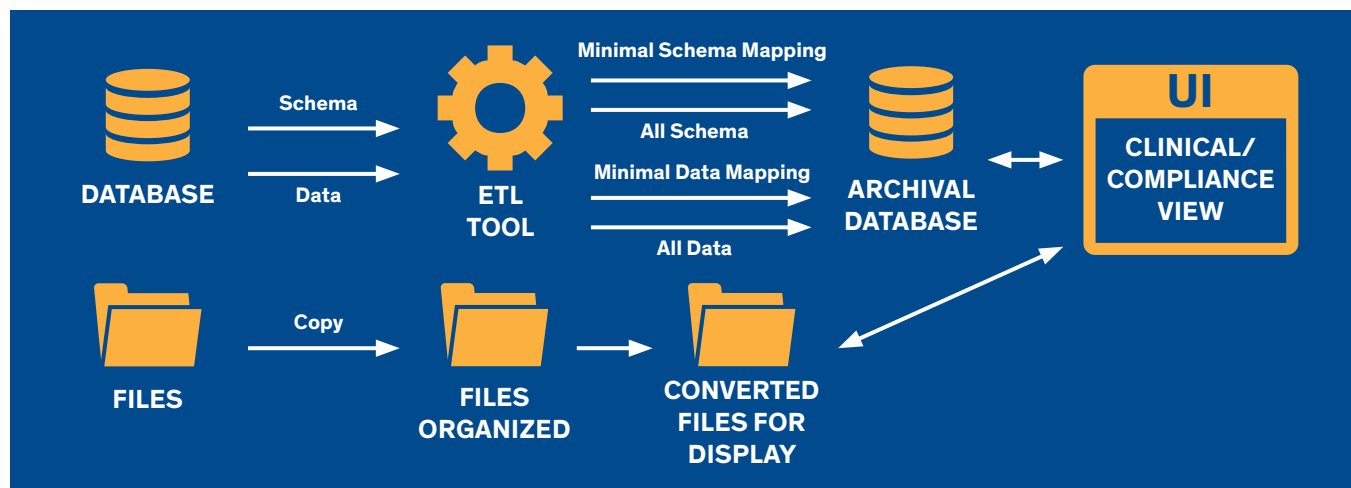 Minimal Schema Mapping
Schema
All Schema
Minimal Data Mapping
Data
All Data
DATABASE
ETL
TOOL
ARCHIVAL
DATABASE
UI
CLINICAL/
COMPLIANCE
VIEW
Copy
FILES
FILES
ORGANIZED
CONVERTED
FILES FOR
DISPLAY